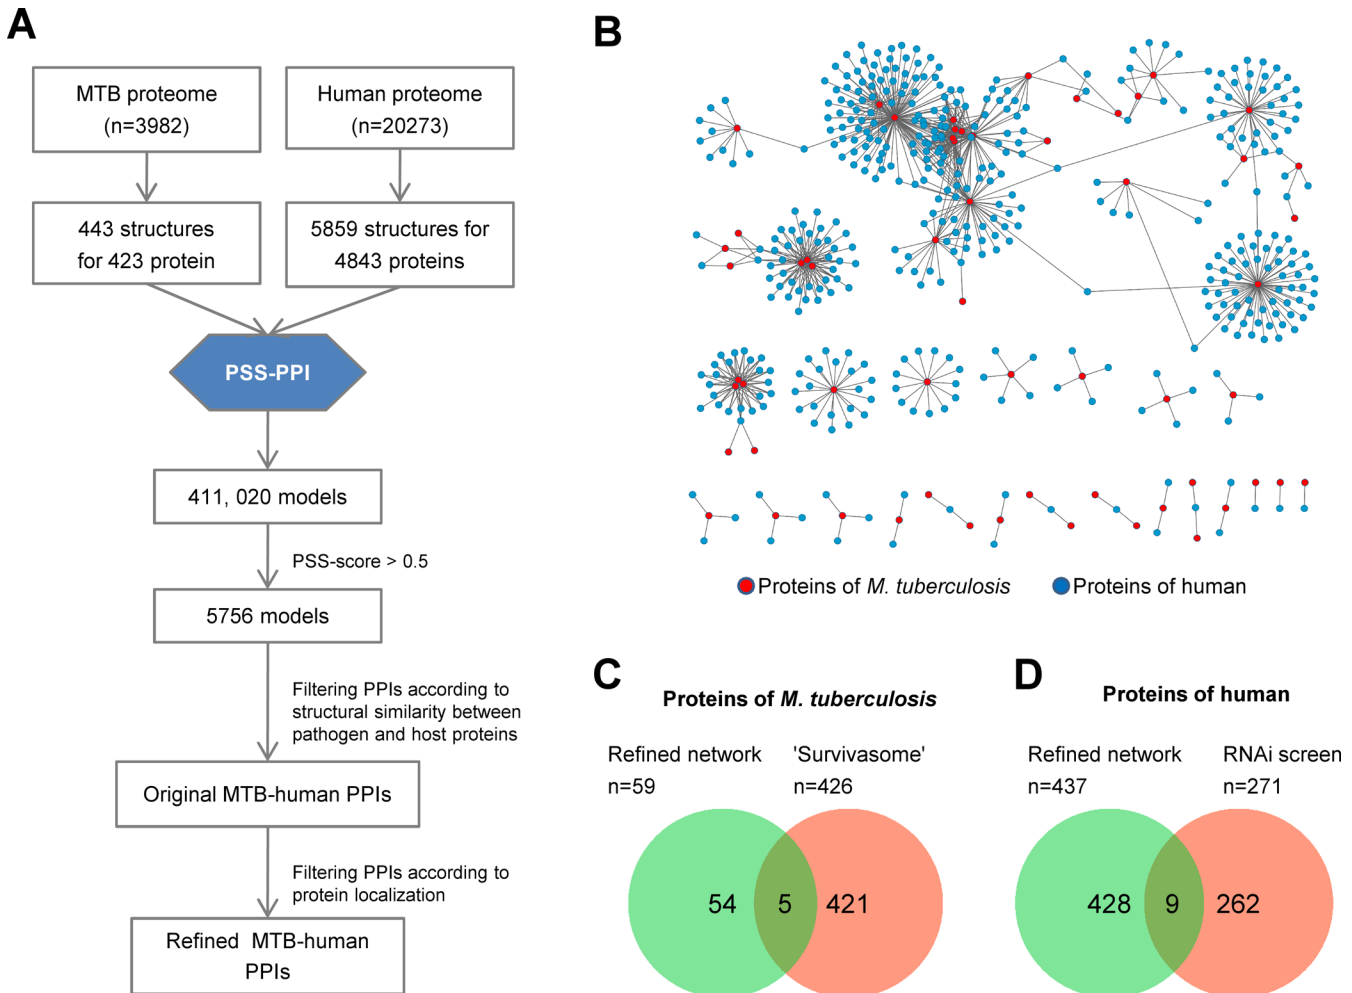 A
MTB proteome
(n=3982)
Human proteome
(n=20273)
443 structures
for 423 protein
5859 structures for
4843 proteins
PSS-PPI
411, 020 models
PSS-score > 0.5
5756 models
Filtering PPIs according to
structural similarity between
pathogen and host proteins
Original MTB-human PPIs
Filtering PPIs according to
protein localization
Refined MTB-human
PPIs
B
Proteins of M. tuberculosis
Proteins of human
C
Proteins of M. tuberculosis
Refined network
n=59
'Survivasome'
n=426
54
5
421
D
Proteins of human
Refined network
n=437
RNAi screen
n=271
428
9
262